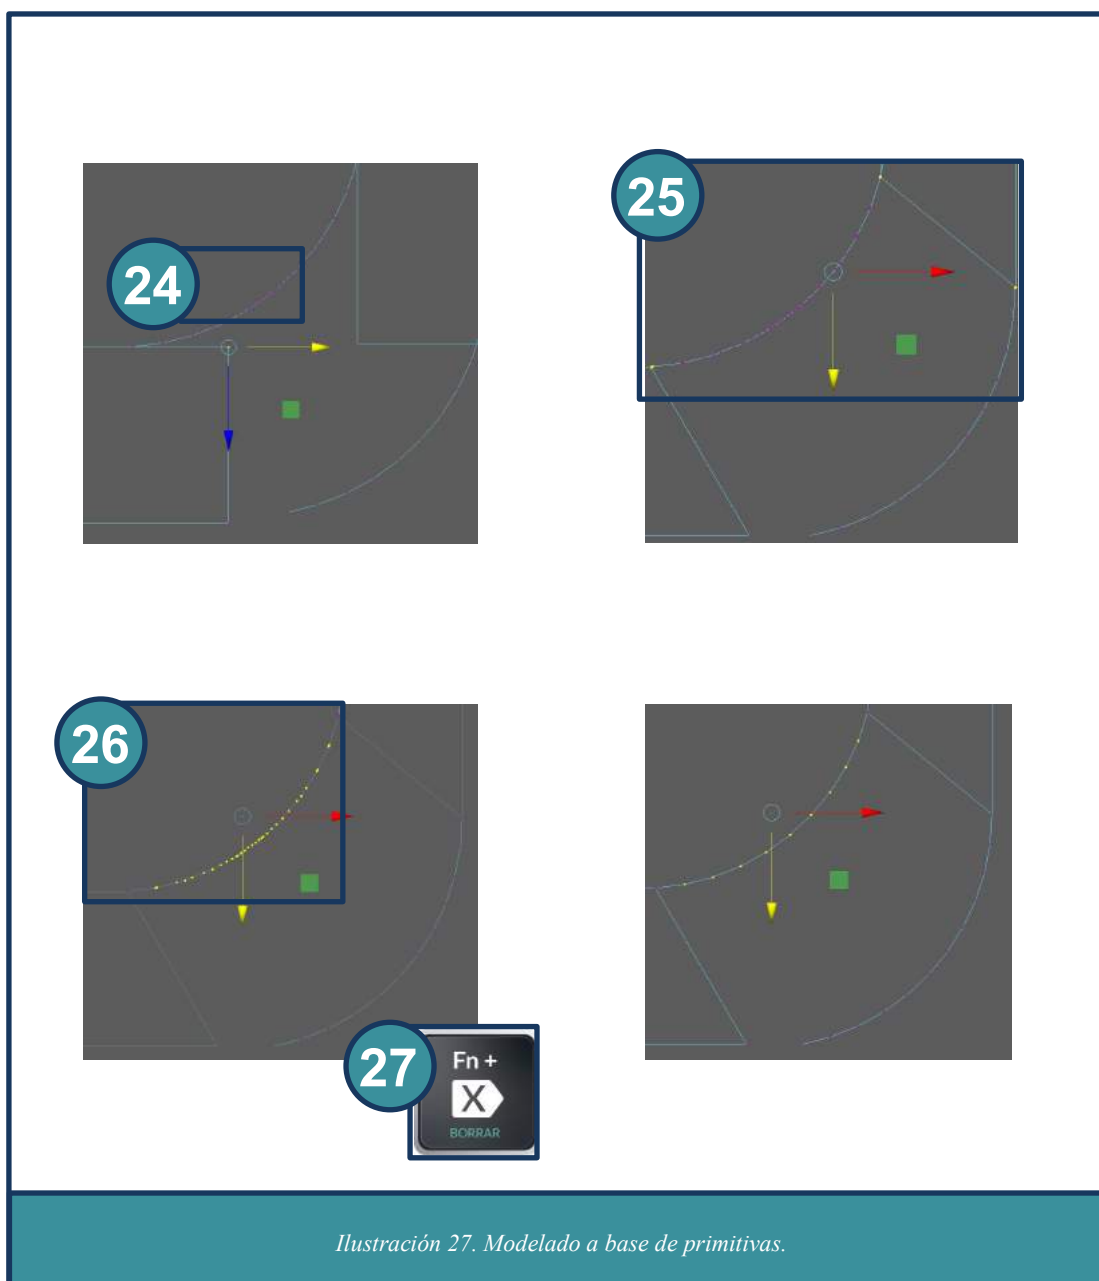 24
25
26
27
Fn +
X
BORRAR
Ilustración 27. Modelado a base de primitivas.